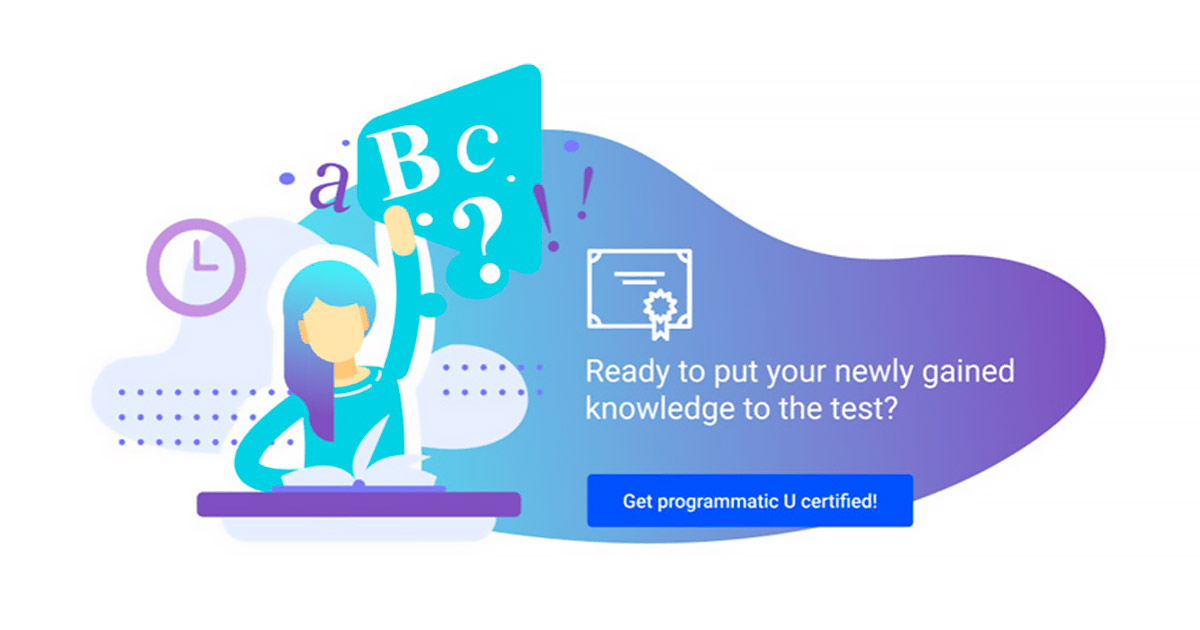 a B c
? ! !
Ready to put your newly gained
knowledge to the test?
Get programmatic U certified!